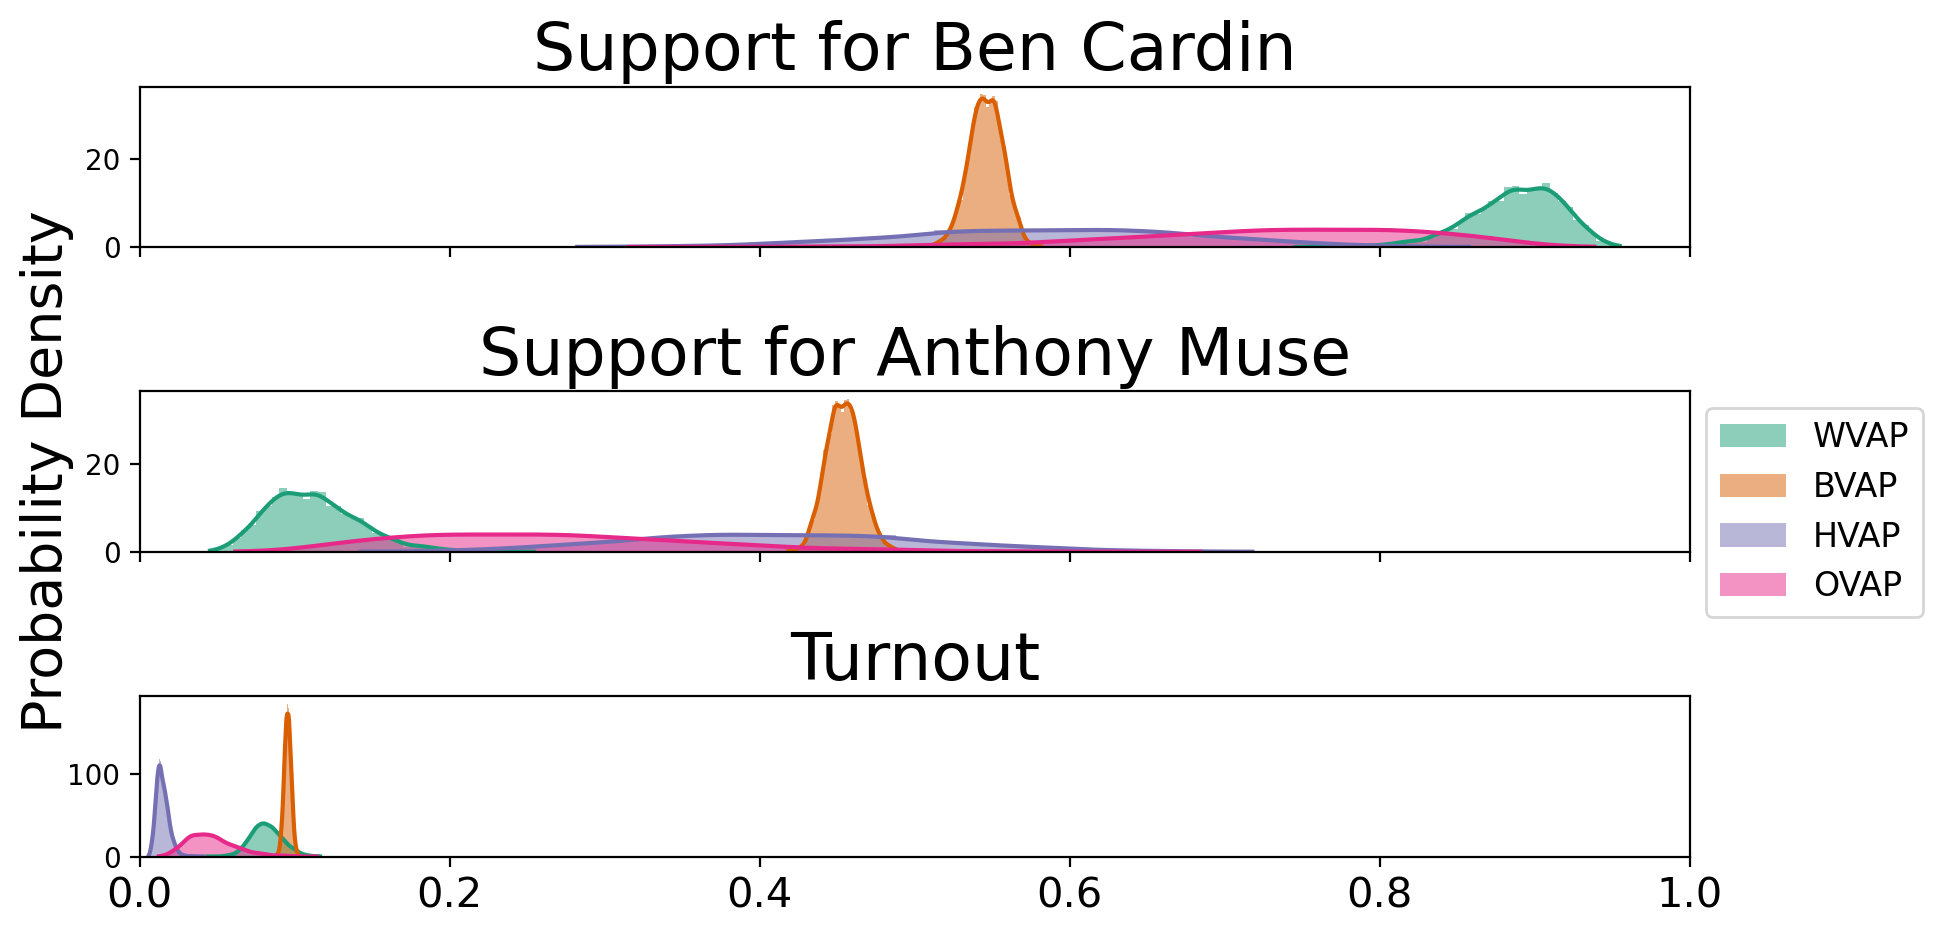 Support for Ben Cardin
20
0
Support for Anthony Muse
20
0
Probability Density
WVAP
BVAP
HVAP
OVAP
Turnout
100
0
0.0 0.2 0.4 0.6 0.8 1.0